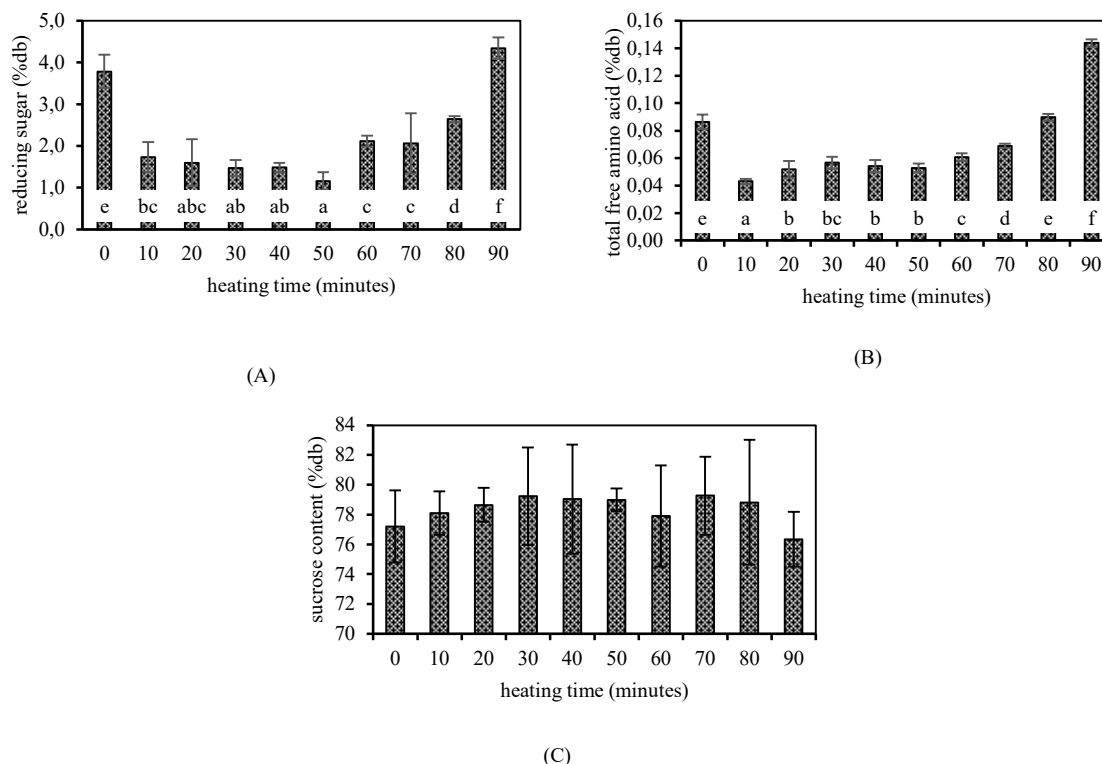 reducing sugar (%db)
5,0
4,0
3,0
2,0
1,0
0,0
e bc abc ab ab a c c d f
0 10 20 30 40 50 60 70 80 90
heating time (minutes)
(A)
total free amino acid (%db)
0,16
0,14
0,12
0,10
0,08
0,06
0,04
0,02
0,00
e a b bc b b c d e f
0 10 20 30 40 50 60 70 80 90
heating time (minutes)
(B)
sucrose content (%db)
84
82
80
78
76
74
72
70
0 10 20 30 40 50 60 70 80 90
heating time (minutes)
(C)